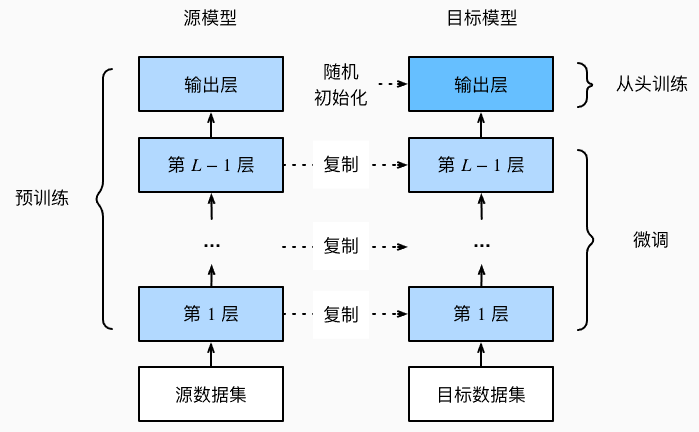 源模型
目标模型
输出层
随机
初始化
输出层
从头训练
第 L – 1 层
复制
第 L – 1 层
预训练
...
复制
...
微调
第 1 层
复制
第 1 层
源数据集
目标数据集